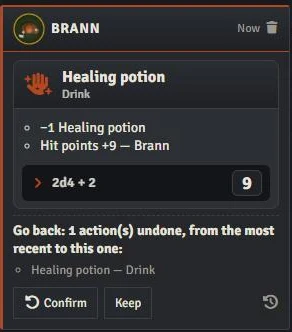 BRANN
Now
Healing potion
Drink
−1 Healing potion
Hit points +9 — Brann
2d4 + 2
9
Go back: 1 action(s) undone, from the most
recent to this one:
Healing potion — Drink
Confirm
Keep